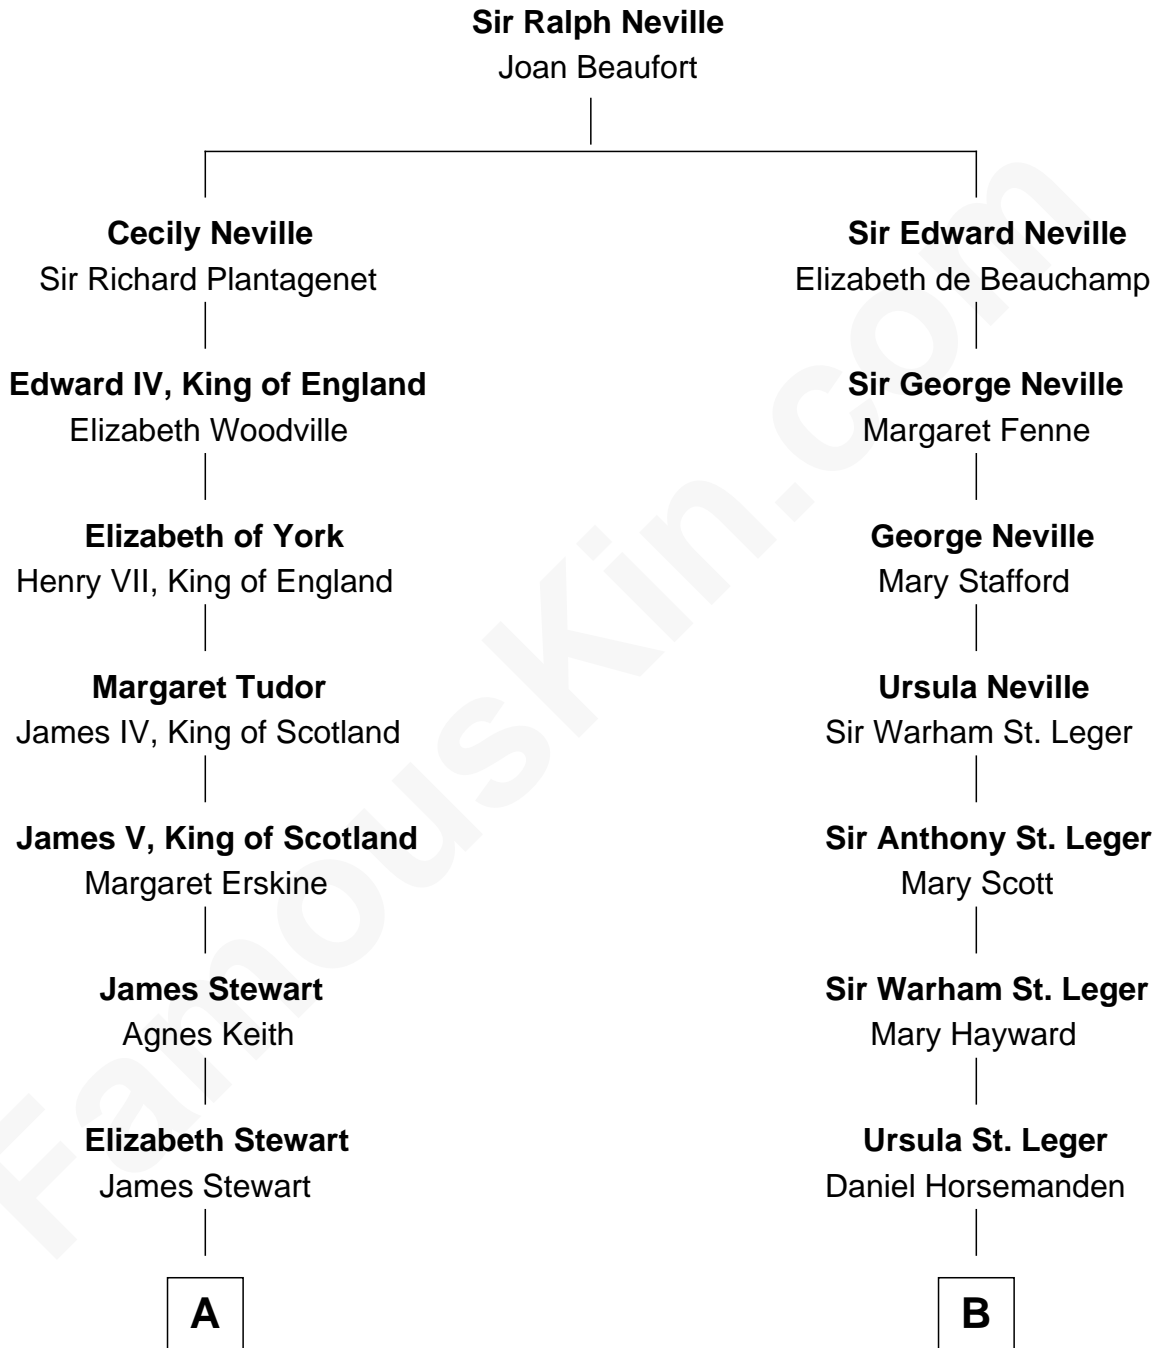 Sir Ralph Neville
Joan Beaufort
Cecily Neville
Sir Richard Plantagenet
Sir Edward Neville
Elizabeth de Beauchamp
Edward IV, King of England
Elizabeth Woodville
Sir George Neville
Margaret Fenne
Elizabeth of York
Henry VII, King of England
George Neville
Mary Stafford
Margaret Tudor
James IV, King of Scotland
Ursula Neville
Sir Warham St. Leger
James V, King of Scotland
Margaret Erskine
Sir Anthony St. Leger
Mary Scott
James Stewart
Agnes Keith
Sir Warham St. Leger
Mary Hayward
Elizabeth Stewart
James Stewart
Ursula St. Leger
Daniel Horsemanden
A
B
FamousKin.com